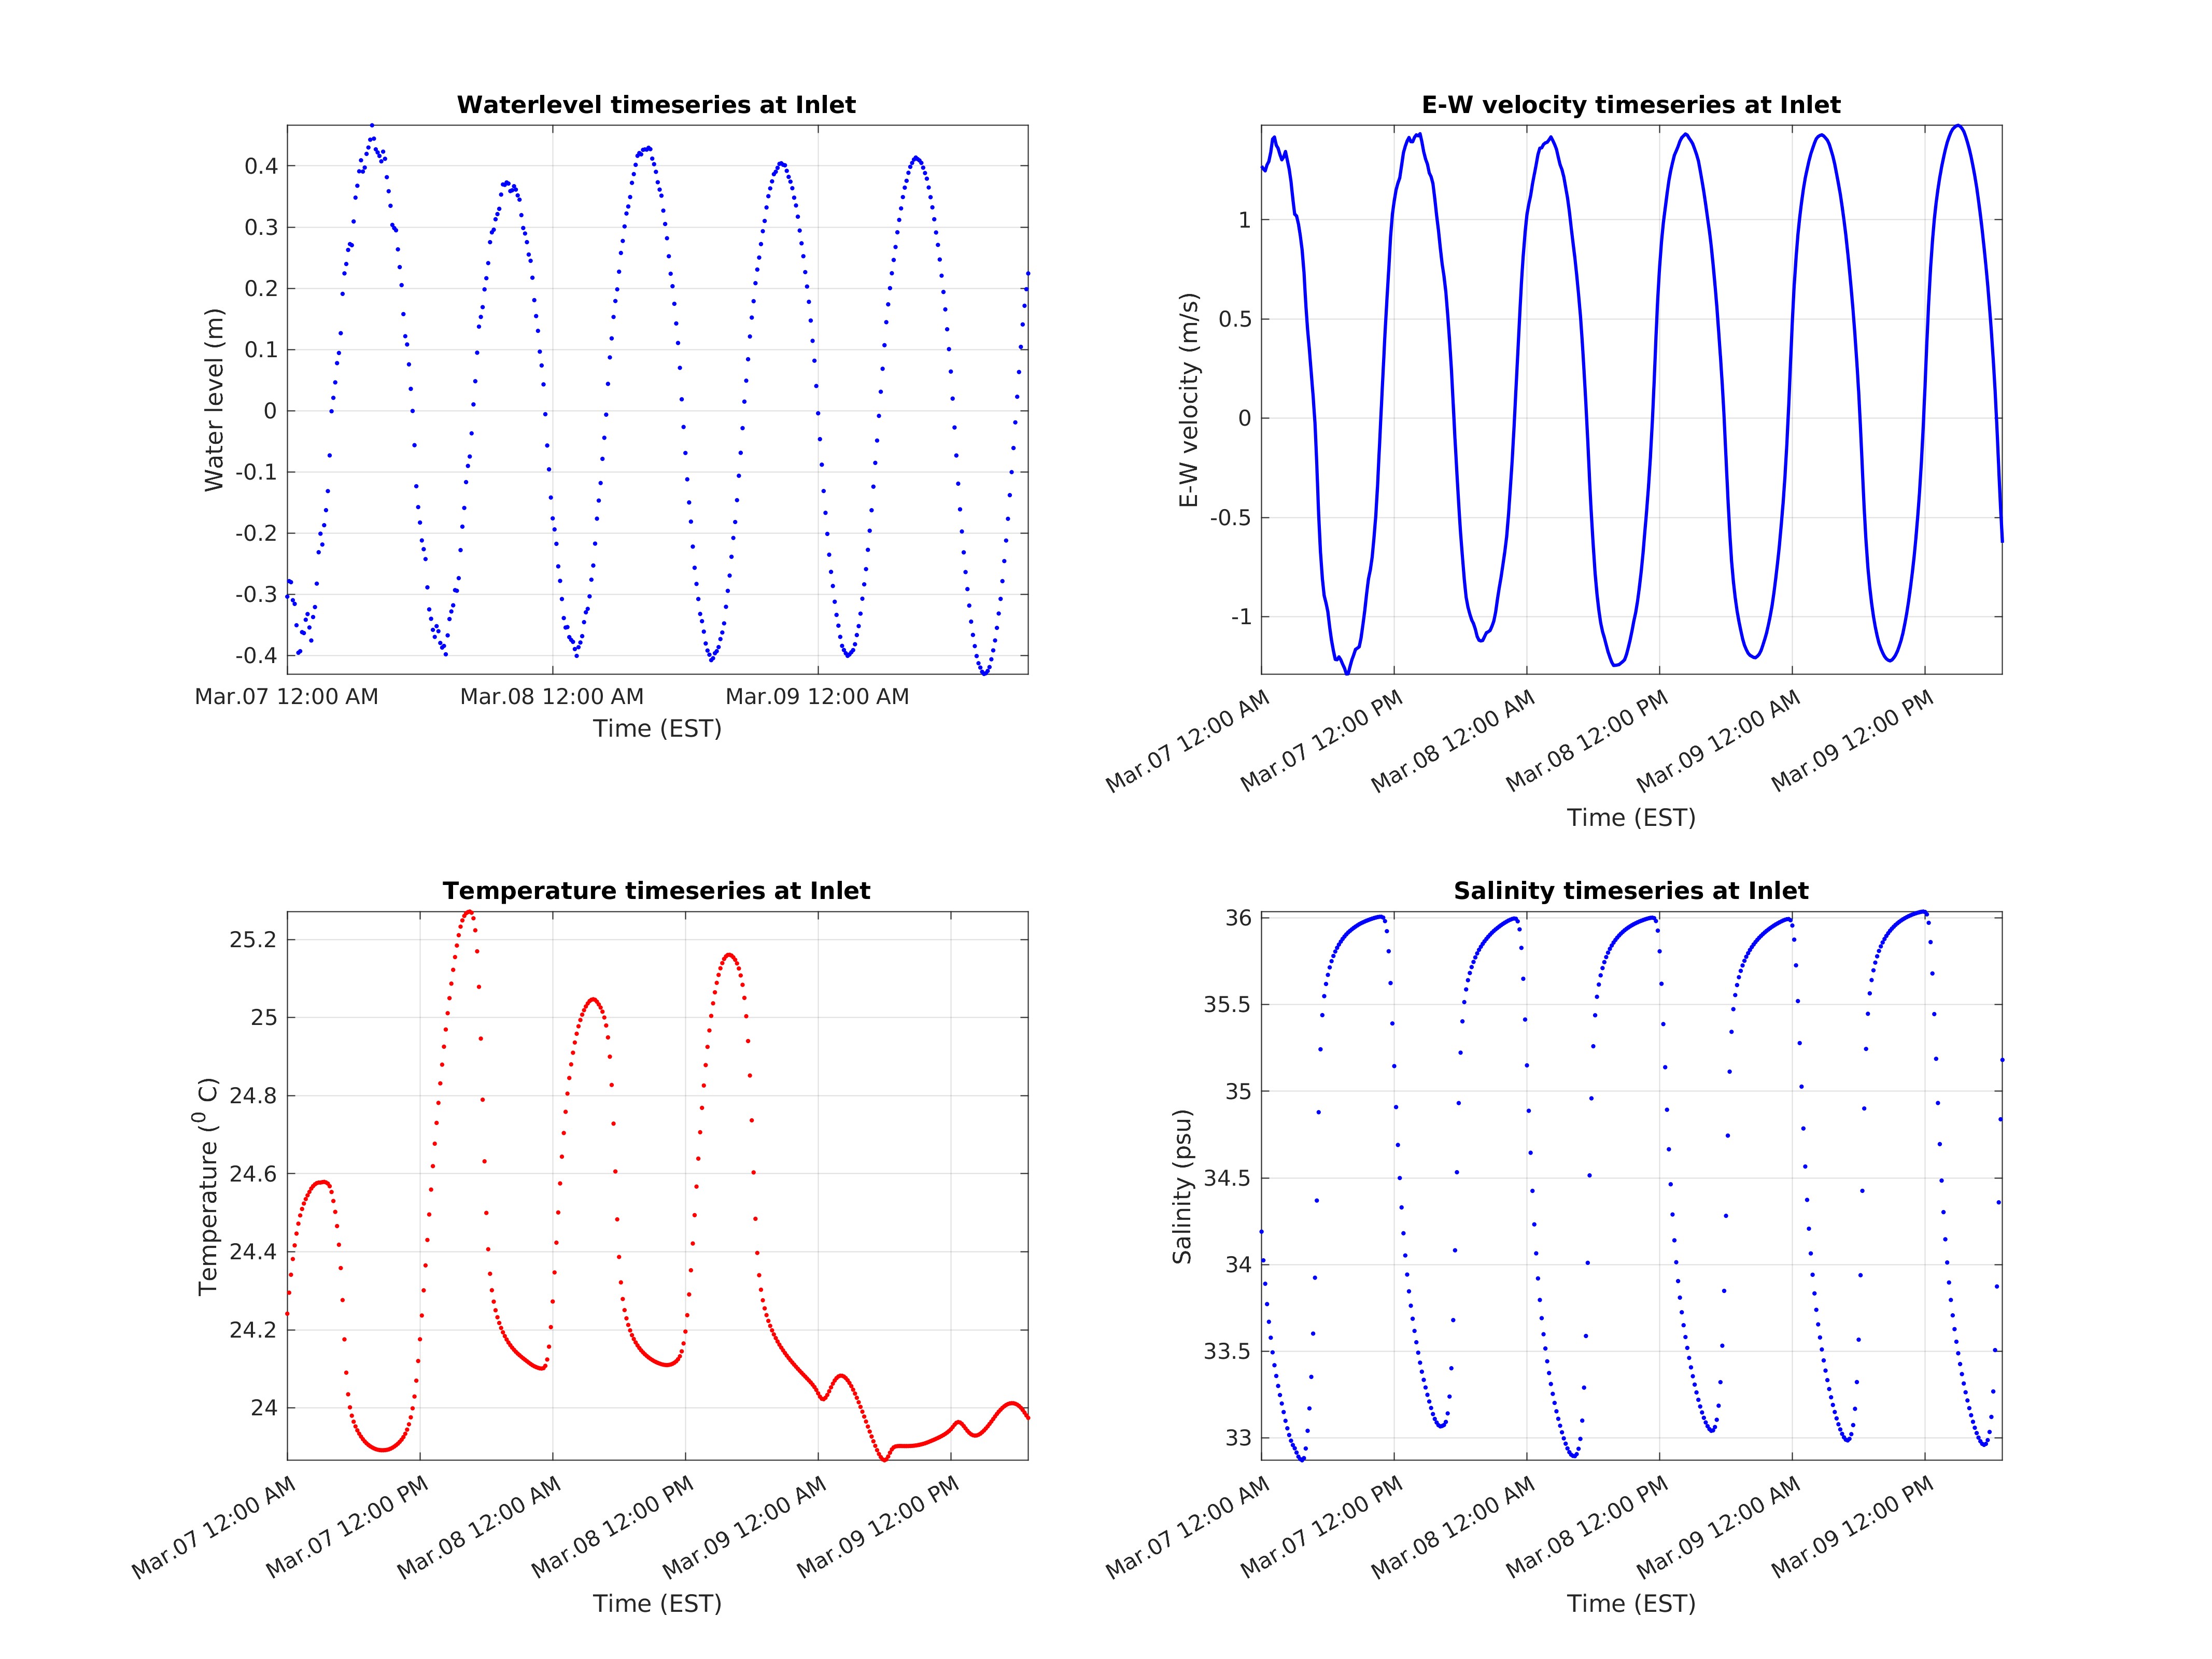 Waterlevel timeseries at Inlet
0.4
0.3
0.2
0.1
0
-0.1
-0.2
-0.3
-0.4
Water level (m)
Mar.07 12:00 AM
Mar.08 12:00 AM
Mar.09 12:00 AM
Time (EST)
E-W velocity timeseries at Inlet
1
0.5
0
-0.5
-1
E-W velocity (m/s)
Mar.07 12:00 AM
Mar.07 12:00 PM
Mar.08 12:00 AM
Mar.08 12:00 PM
Mar.09 12:00 AM
Mar.09 12:00 PM
Time (EST)
Temperature timeseries at Inlet
25.2
25
24.8
24.6
24.4
24.2
24
Temperature (⁰ C)
Mar.07 12:00 AM
Mar.07 12:00 PM
Mar.08 12:00 AM
Mar.08 12:00 PM
Mar.09 12:00 AM
Mar.09 12:00 PM
Time (EST)
Salinity timeseries at Inlet
36
35.5
35
34.5
34
33.5
33
Salinity (psu)
Mar.07 12:00 AM
Mar.07 12:00 PM
Mar.08 12:00 AM
Mar.08 12:00 PM
Mar.09 12:00 AM
Mar.09 12:00 PM
Time (EST)